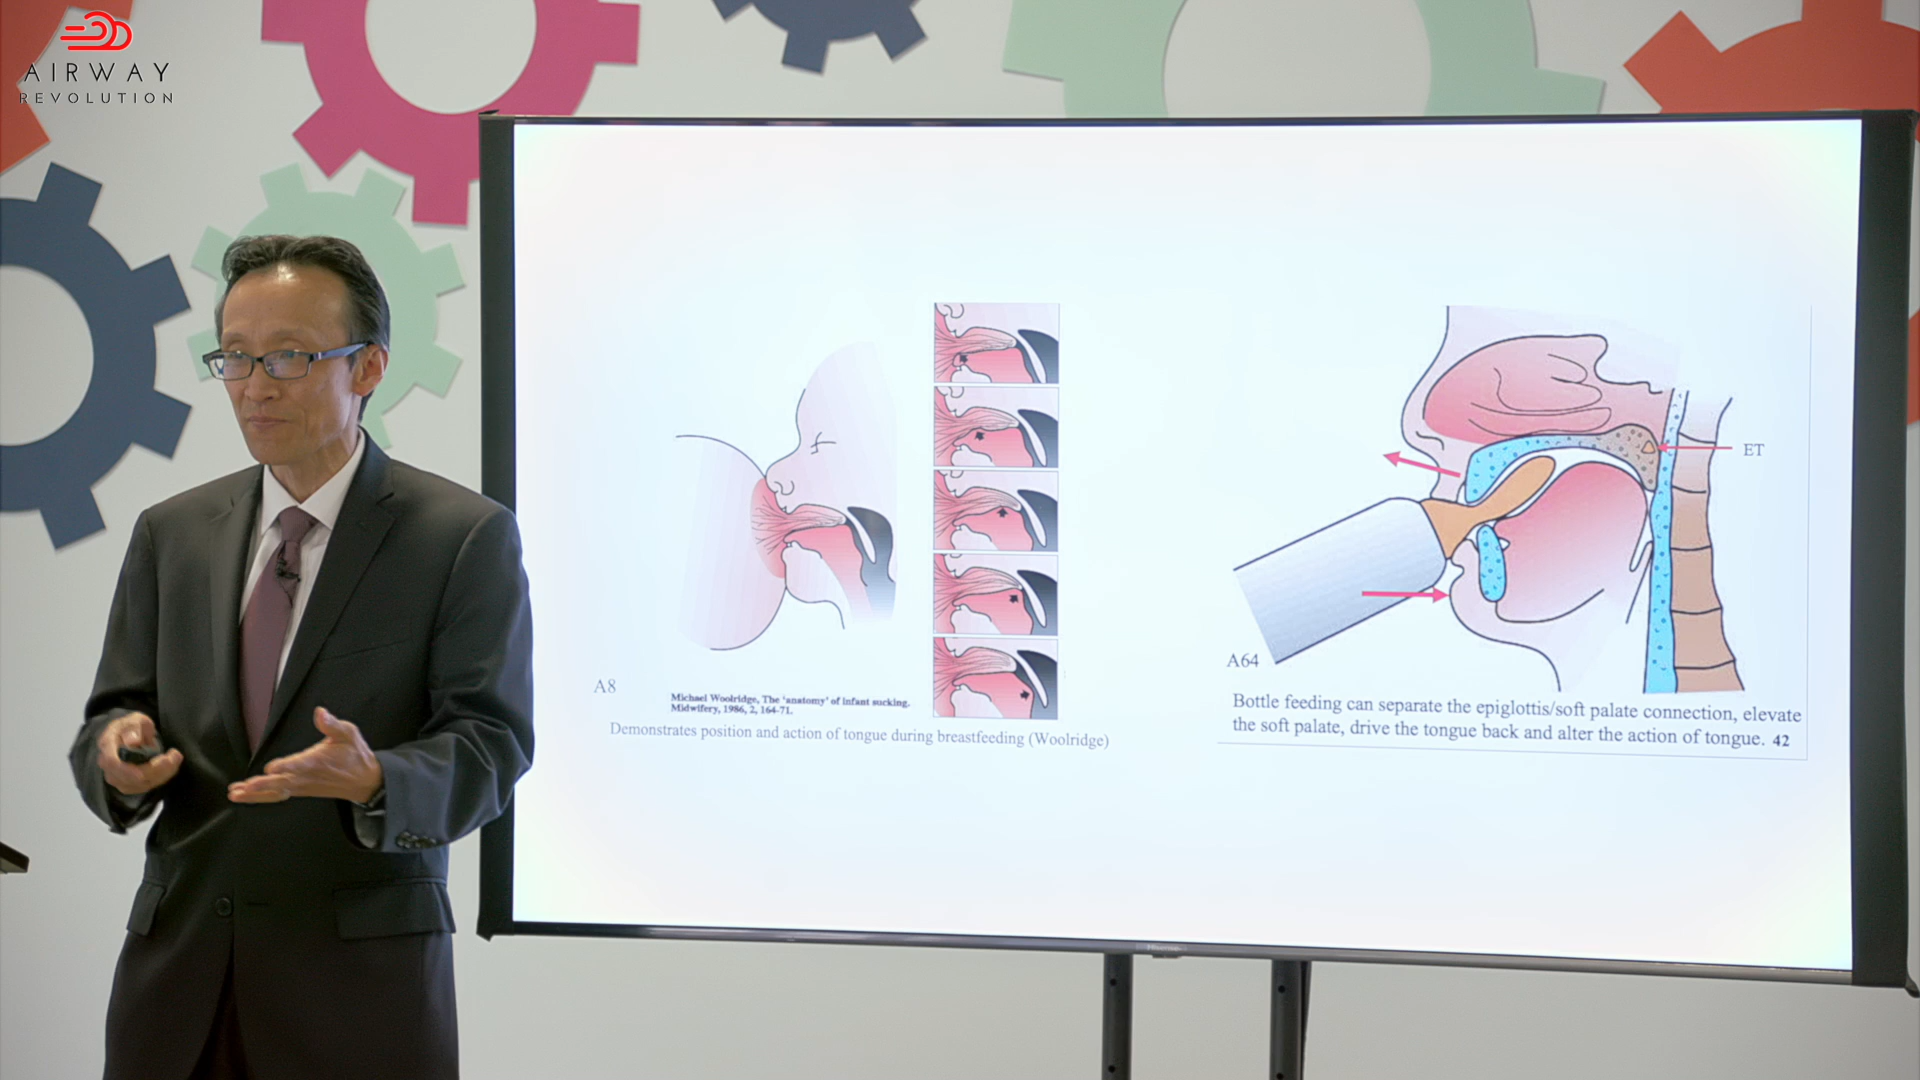 AIRWAY
REVOLUTION
ET
A64
A8
Michael Woolridge, The 'anatomy' of infant sucking.
Midwifery, 1986, 2, 164-71.
Demonstrates position and action of tongue during breastfeeding (Woolridge)
Bottle feeding can separate the epiglottis/soft palate connection, elevate
the soft palate, drive the tongue back and alter the action of tongue. 42
Hisense